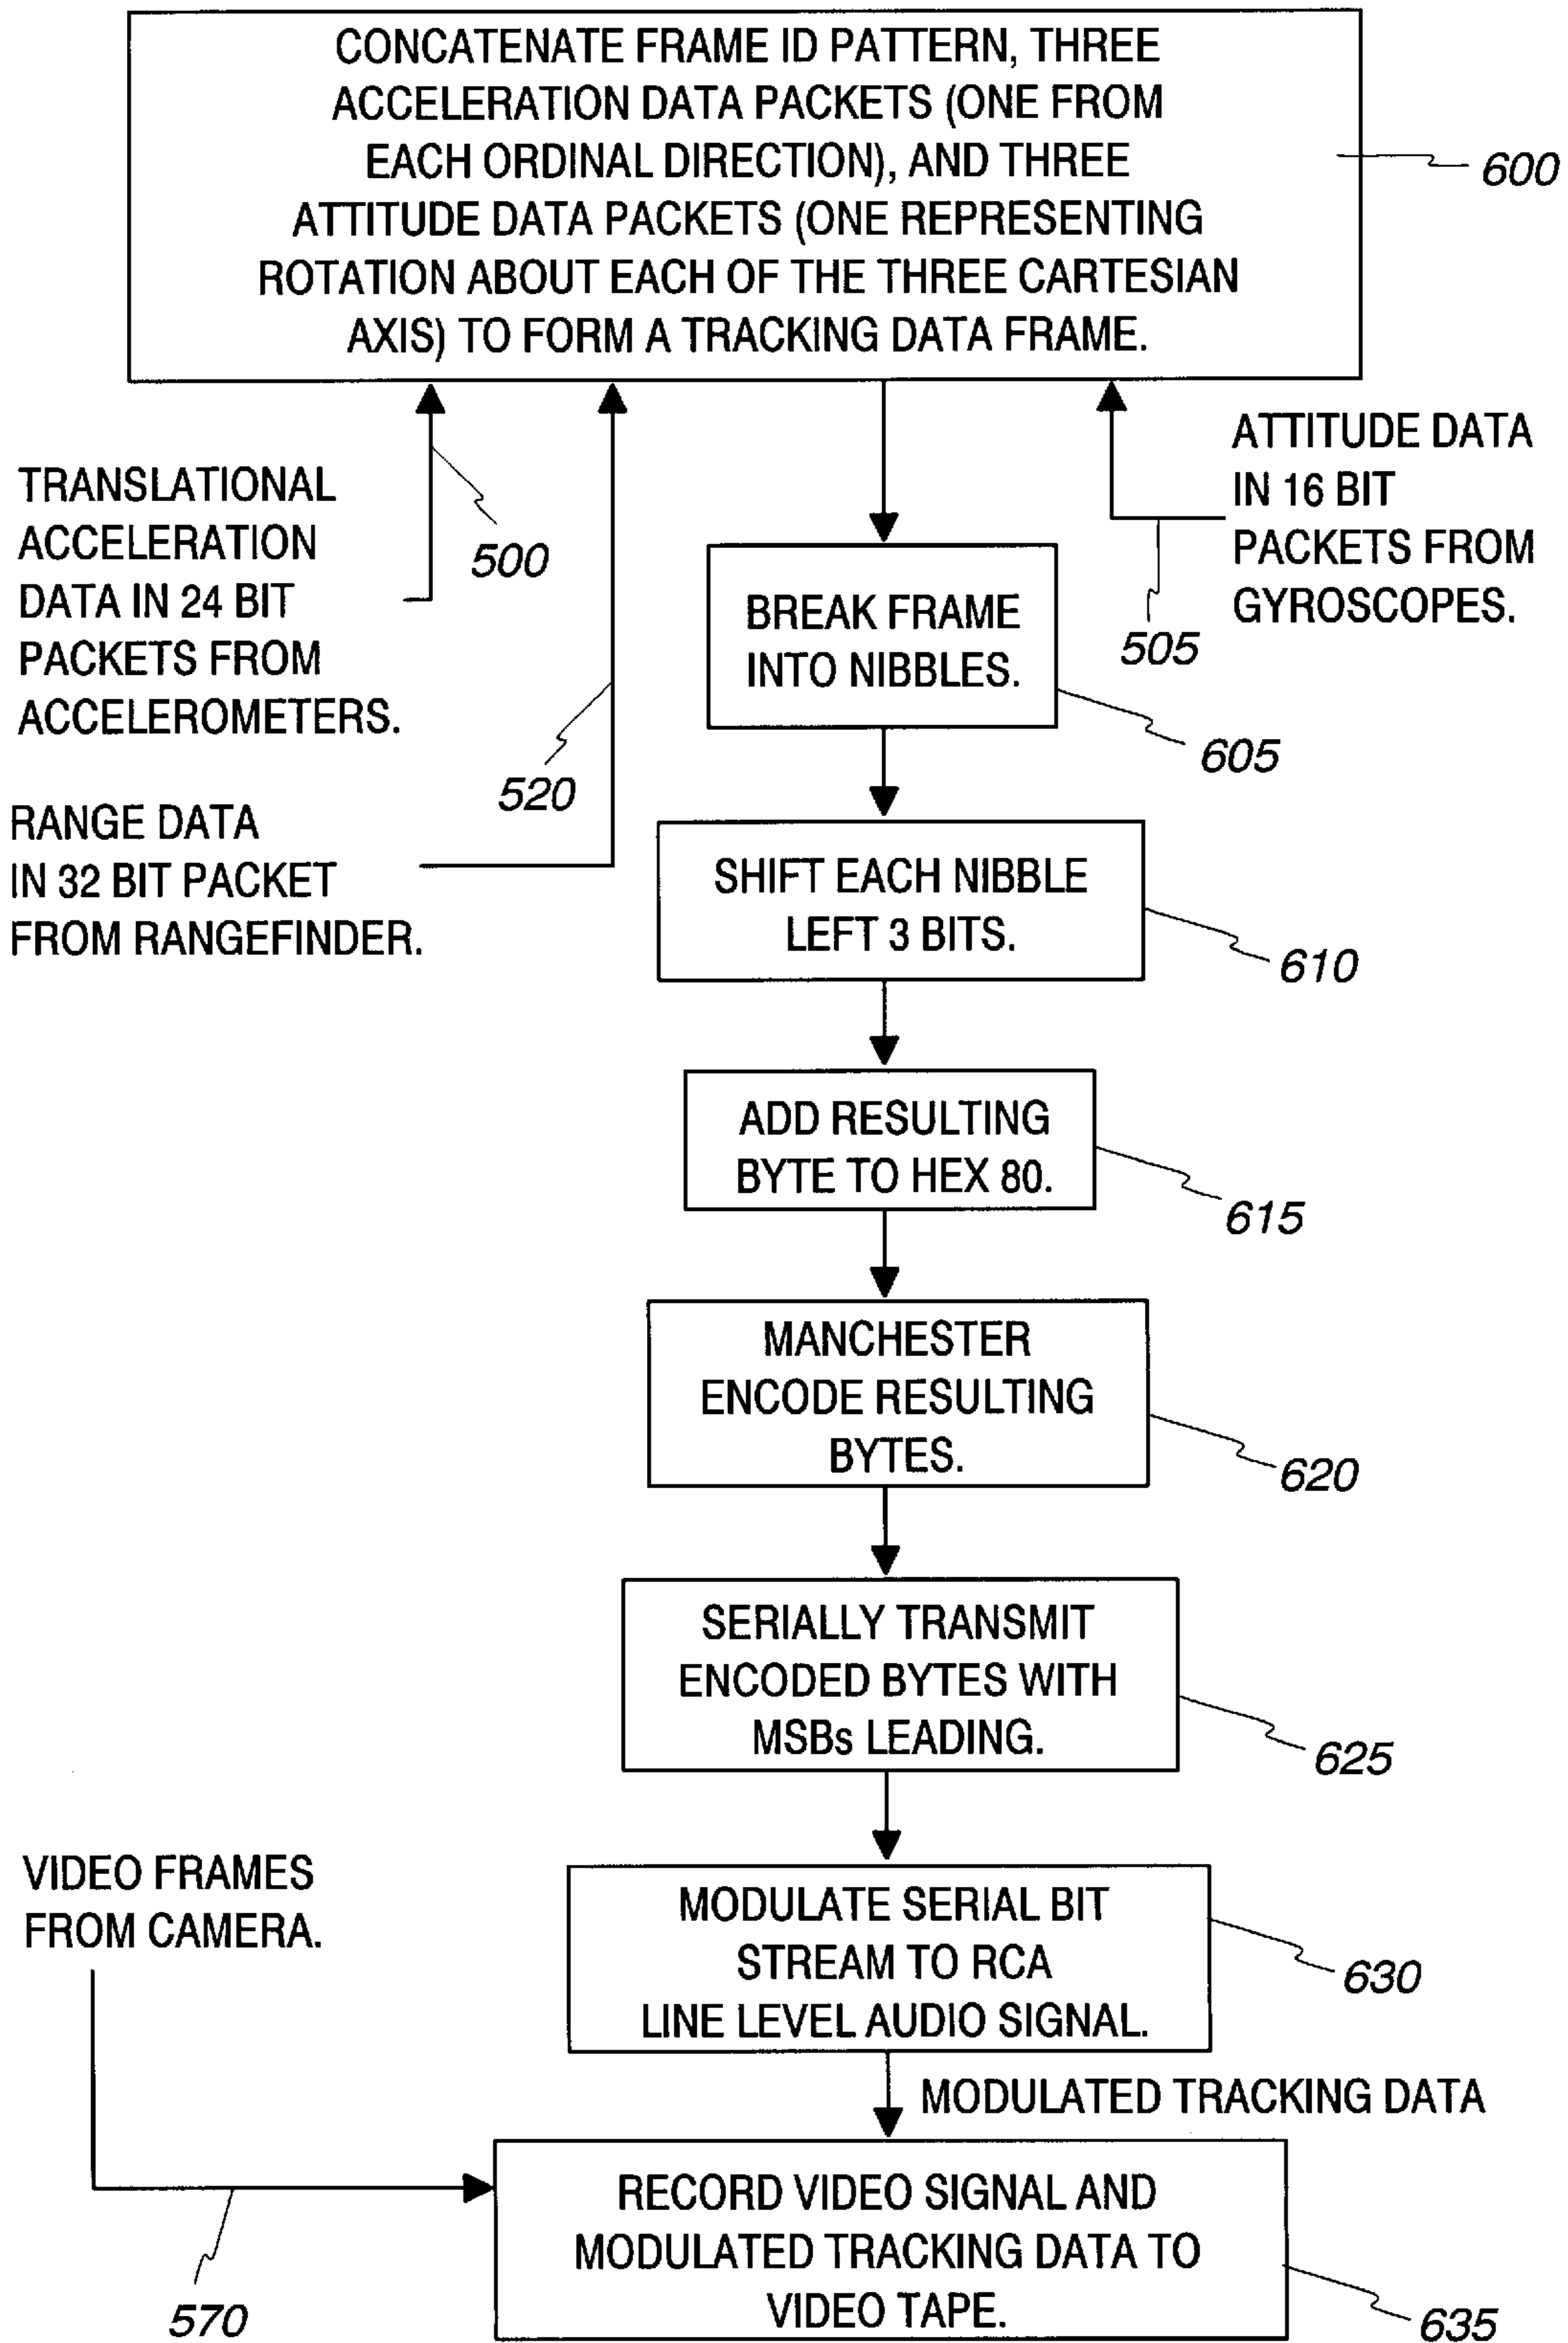 CONCATENATE FRAME ID PATTERN, THREE
ACCELERATION DATA PACKETS (ONE FROM
EACH ORDINAL DIRECTION), AND THREE
ATTITUDE DATA PACKETS (ONE REPRESENTING
ROTATION ABOUT EACH OF THE THREE CARTESIAN
AXIS) TO FORM A TRACKING DATA FRAME.
600
TRANSLATIONAL
ACCELERATION
DATA IN 24 BIT
PACKETS FROM
ACCELEROMETERS.
500
RANGE DATA
IN 32 BIT PACKET
FROM RANGEFINDER.
520
ATTITUDE DATA
IN 16 BIT
PACKETS FROM
GYROSCOPES.
505
BREAK FRAME
INTO NIBBLES.
605
SHIFT EACH NIBBLE
LEFT 3 BITS.
610
ADD RESULTING
BYTE TO HEX 80.
615
MANCHESTER
ENCODE RESULTING
BYTES.
620
SERIALLY TRANSMIT
ENCODED BYTES WITH
MSBs LEADING.
625
VIDEO FRAMES
FROM CAMERA.
MODULATE SERIAL BIT
STREAM TO RCA
LINE LEVEL AUDIO SIGNAL.
630
MODULATED TRACKING DATA
RECORD VIDEO SIGNAL AND
MODULATED TRACKING DATA TO
VIDEO TAPE.
570
635